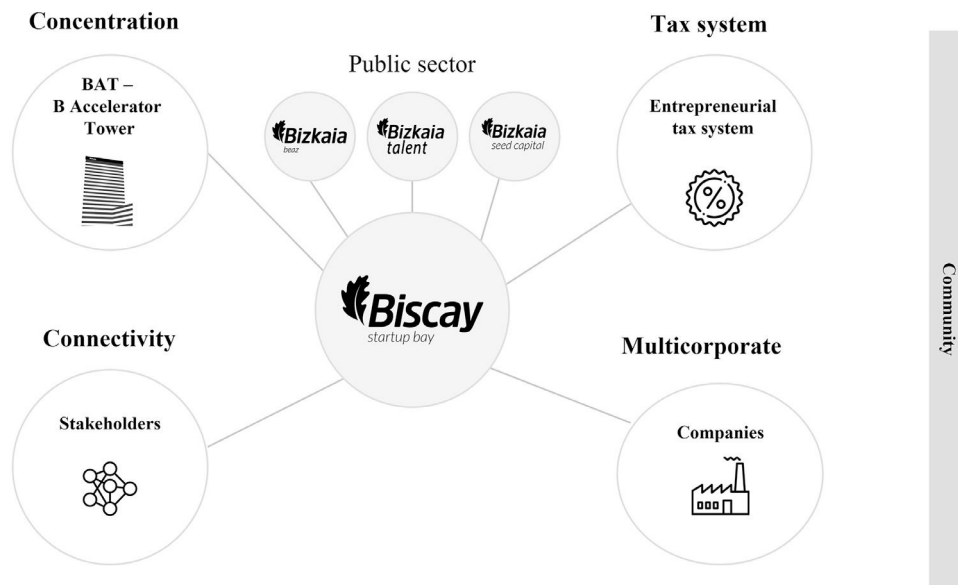 Concentration
BAT –
B Accelerator
Tower
Public sector
Bizkaia
beaz
Bizkaia
talent
Bizkaia
seed capital
Tax system
Entrepreneurial
tax system
%
Biscay
startup bay
Connectivity
Stakeholders
Multicorporate
Companies
Community